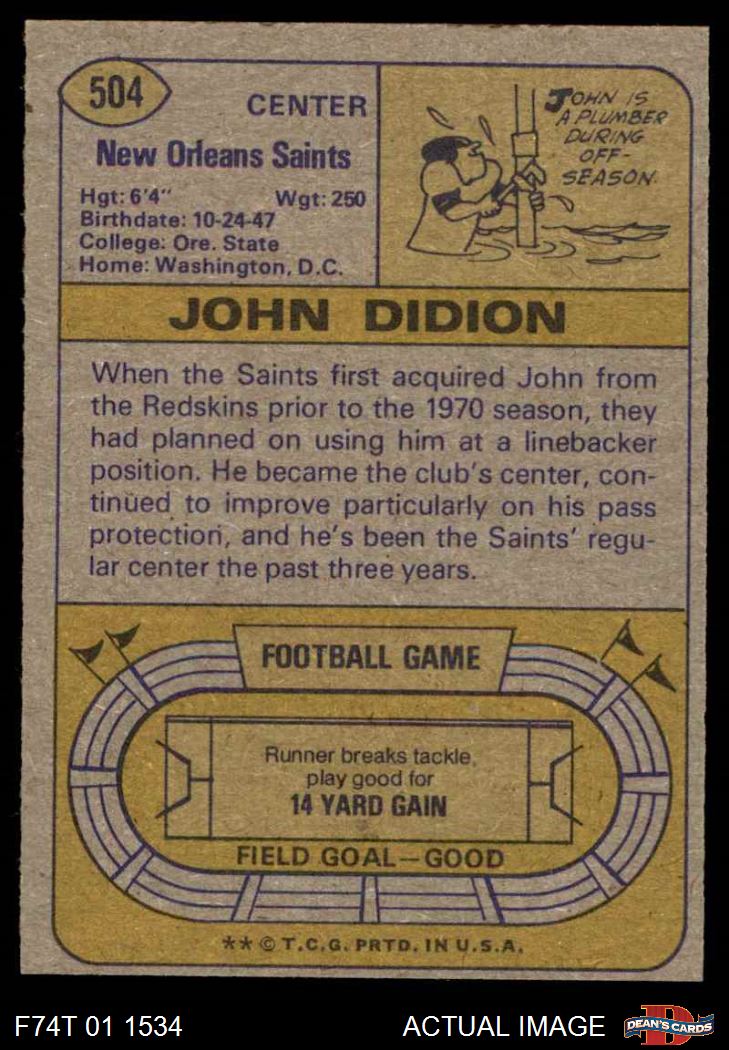 504
CENTER
New Orleans Saints
Hgt: 6'4" Wgt: 250
Birthdate: 10-24-47
College: Ore. State
Home: Washington, D.C.
JOHN IS
A PLUMBER
DURING
OFF-
SEASON.
JOHN DIDION
When the Saints first acquired John from
the Redskins prior to the 1970 season, they
had planned on using him at a linebacker
position. He became the club's center, con-
tinued to improve particularly on his pass
protection, and he's been the Saints' regu-
lar center the past three years.
FOOTBALL GAME
Runner breaks tackle,
play good for
14 YARD GAIN
FIELD GOAL—GOOD
** © T.C.G. PRTD. IN U.S.A.
F74T 01 1534
ACTUAL IMAGE
D
DEAN'S CARDS